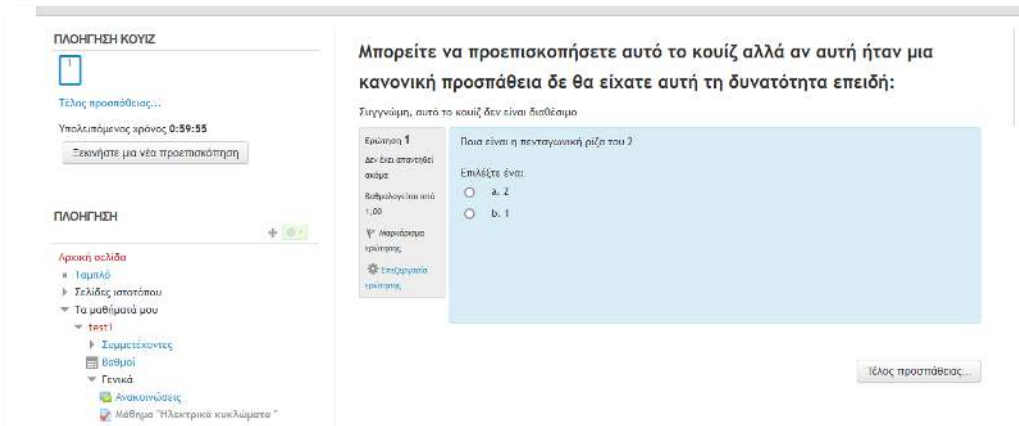 ΠΛΟΗΓΗΣΗ ΚΟΥΙΖ
1
Τέλος προσπάθειας...
Υπολειπόμενος χρόνος 0:59:55
Ξεκινήστε μια νέα προεπισκόπηση
ΠΛΟΗΓΗΣΗ
Αρχική σελίδα
Ταμπλό
Σελίδες ιστοτόπου
Τα μαθήματά μου
test1
Συμμετέχοντες
Βαθμοί
Γενικά
Ανακοινώσεις
Μάθημα "Ηλεκτρικά κυκλώματα "
Μπορείτε να προεπισκοπήσετε αυτό το κουίζ αλλά αν αυτή ήταν μια
κανονική προσπάθεια δε θα είχατε αυτή τη δυνατότητα επειδή:
Συγγνώμη, αυτό το κουίζ δεν είναι διαθέσιμο
Ερώτηση 1
Δεν έχει απαντηθεί
ακόμα
Βαθμολογείται από
1,00
Μαρκάρισμα
ερώτησης
Επεξεργασία
ερώτησης
Ποια είναι η πενταγωνική ρίζα του 2
Επιλέξτε ένα:
a. 2
b. 1
Τέλος προσπάθειας...